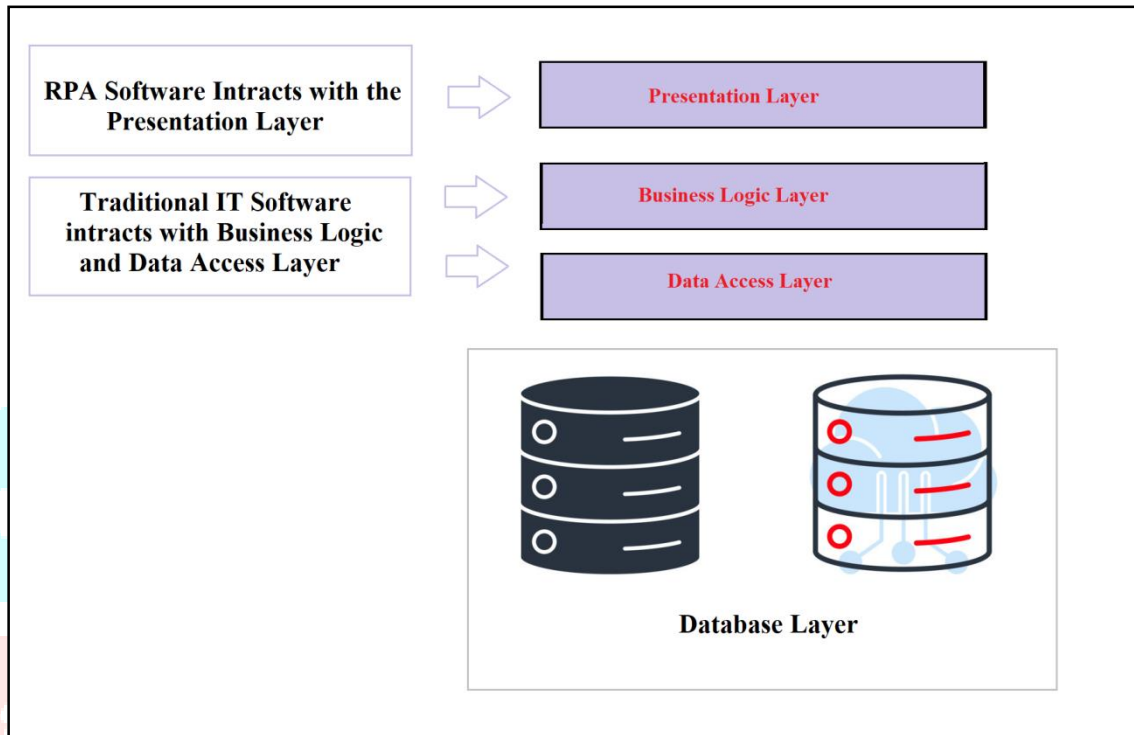 RPA Software Intracts with the
Presentation Layer
Presentation Layer
Traditional IT Software
intracts with Business Logic
and Data Access Layer
Business Logic Layer
Data Access Layer
Database Layer